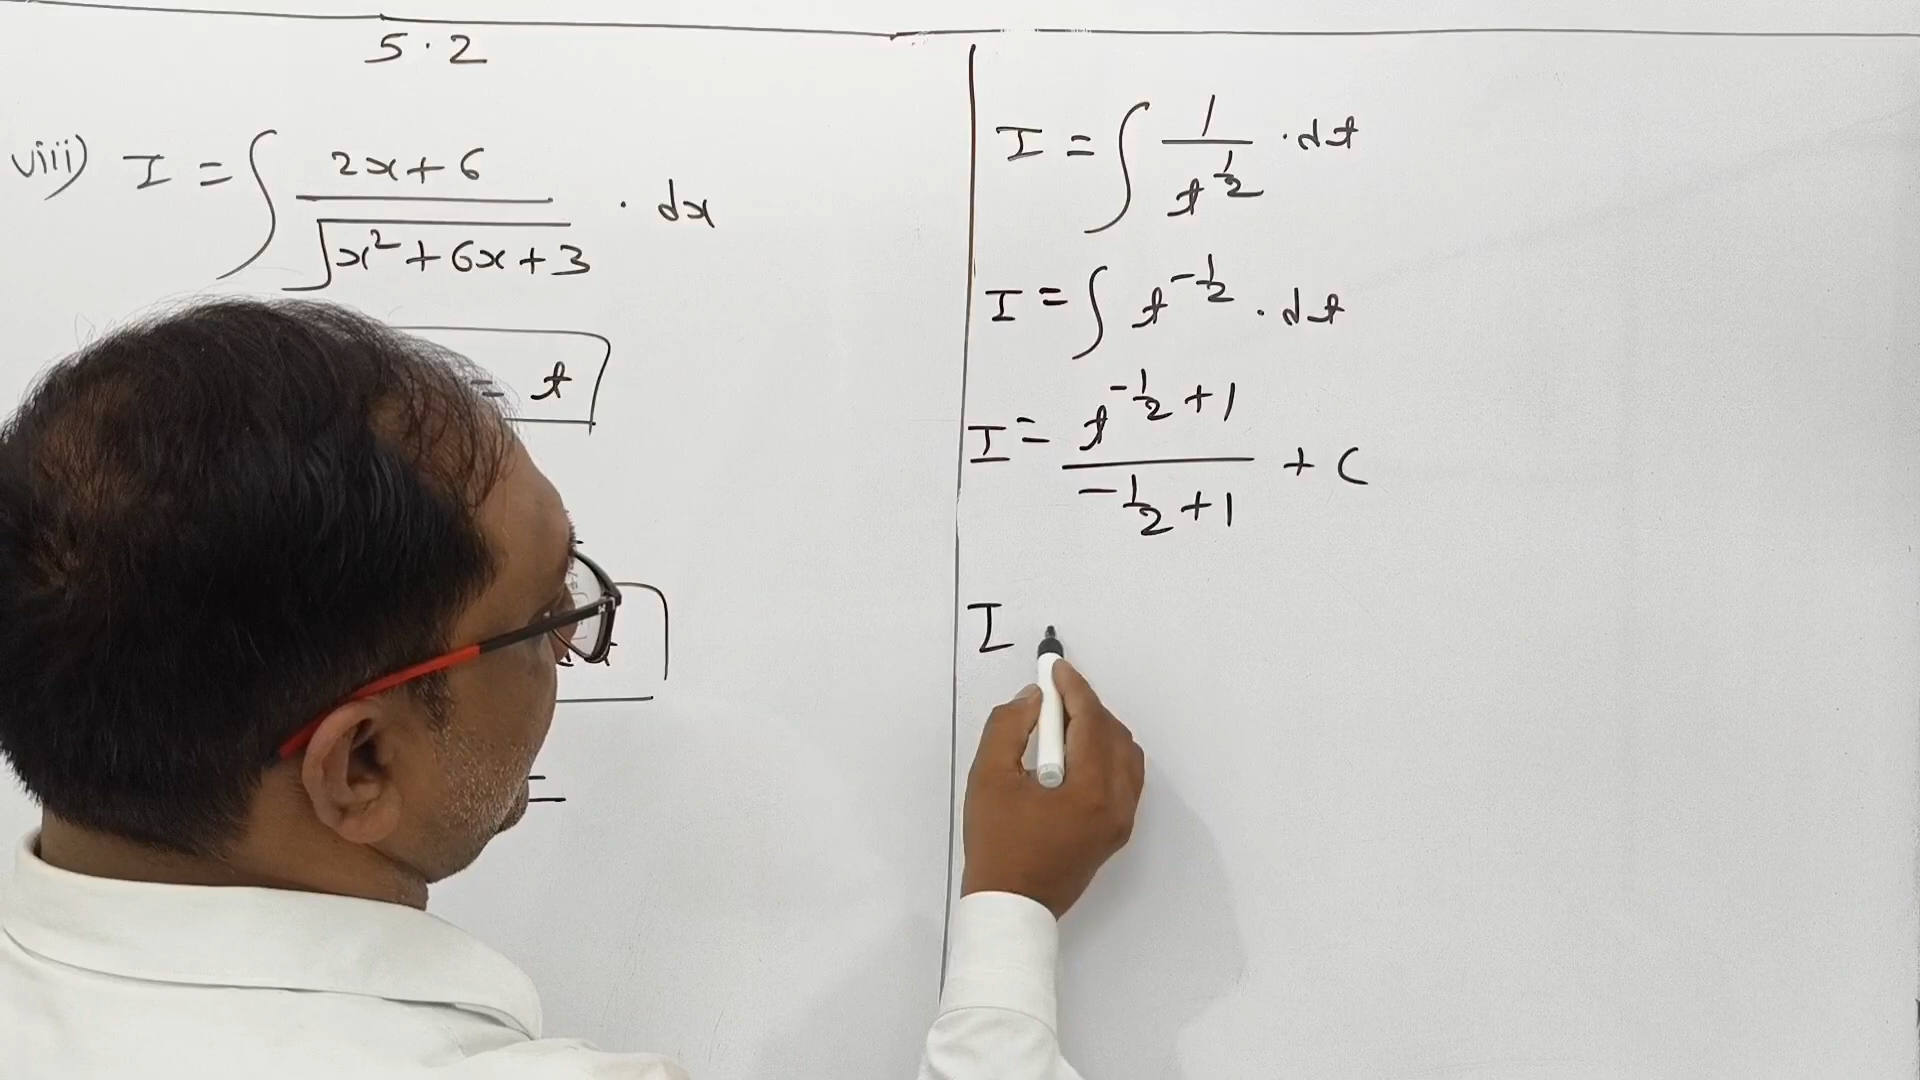 5.2
viii) I = ∫ (2x + 6) / √(x² + 6x + 3) · dx
= t
=
I = ∫ 1 / t^(1/2) · dt
I = ∫ t^(-1/2) · dt
I = t^(-1/2 + 1) / (-1/2 + 1) + c
I